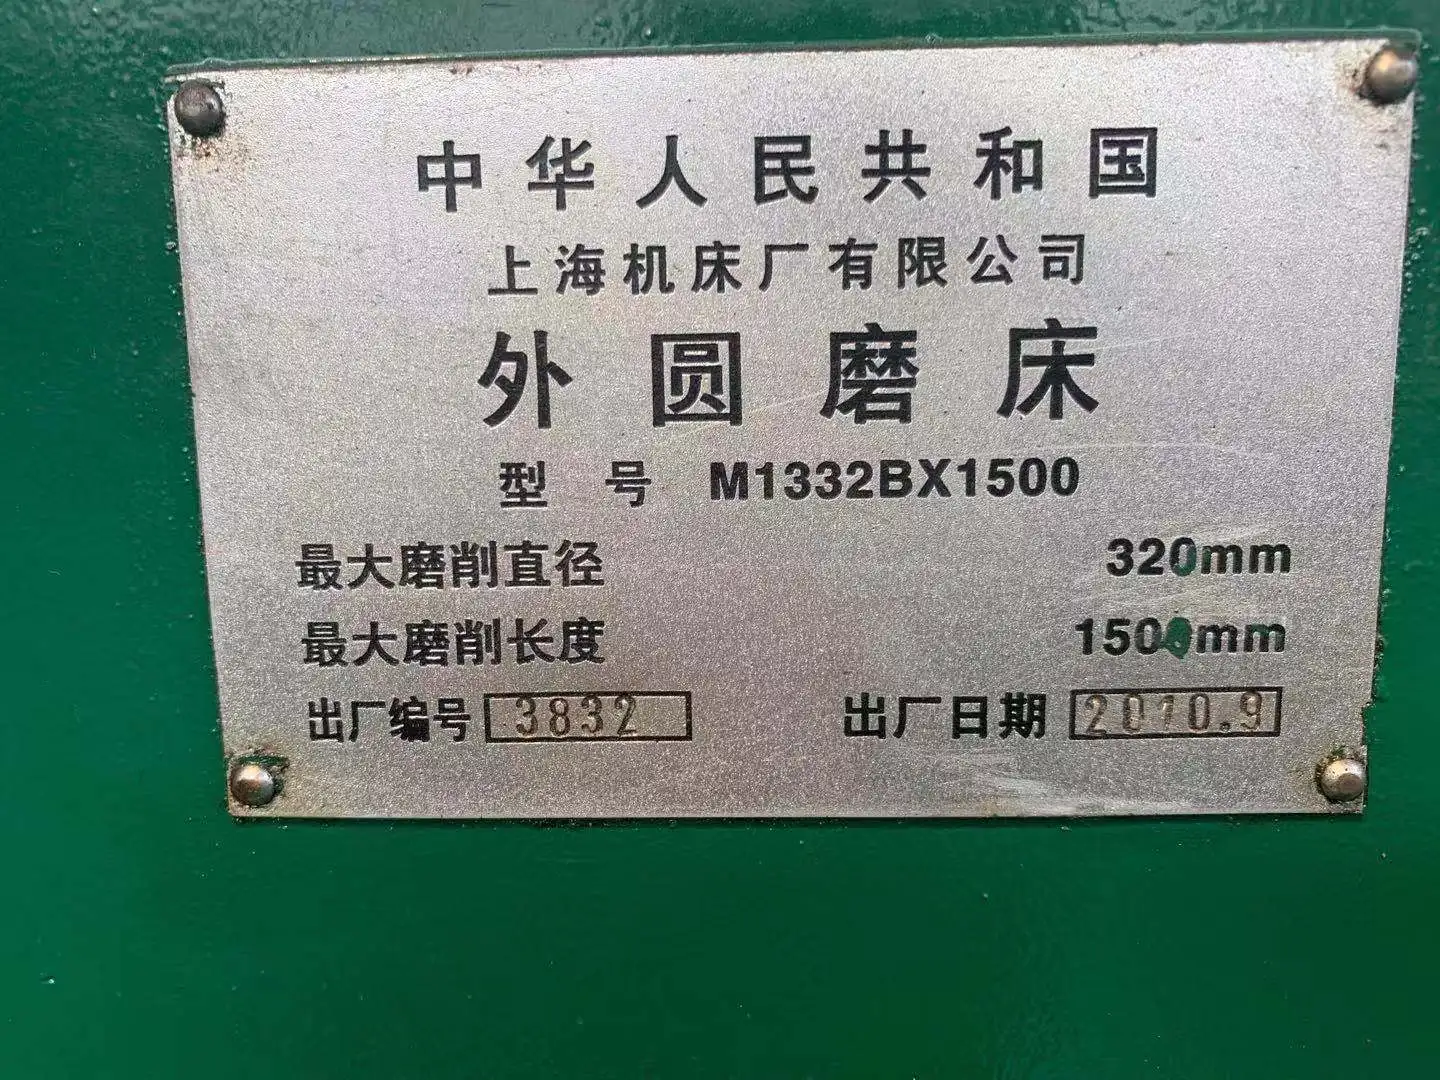 中华人民共和国
上海机床厂有限公司
外圆磨床
型号 M1332BX1500
最大磨削直径 320mm
最大磨削长度 1500mm
出厂编号 3832 出厂日期 2010.9